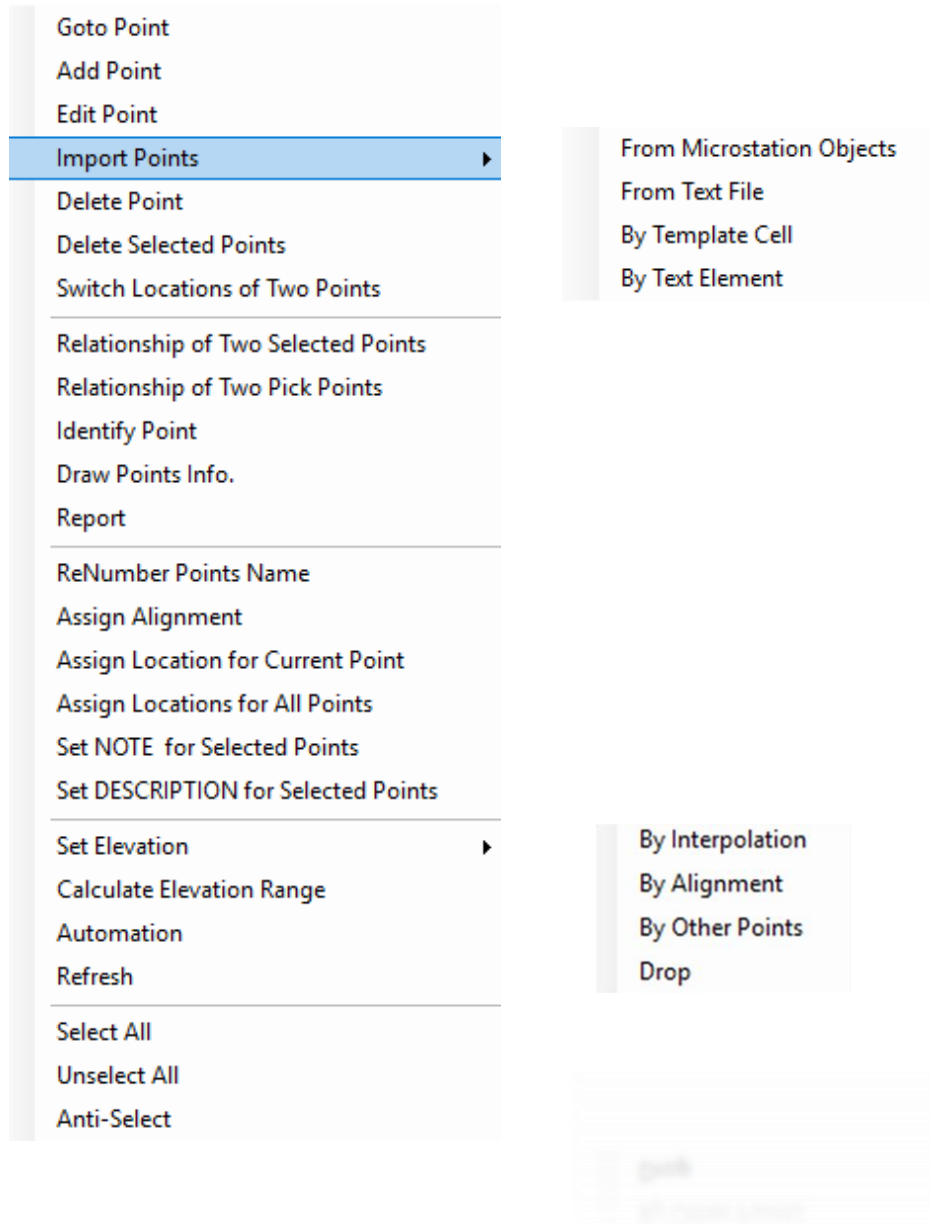 Goto Point
Add Point
Edit Point
Import Points
Delete Point
Delete Selected Points
Switch Locations of Two Points
Relationship of Two Selected Points
Relationship of Two Pick Points
Identify Point
Draw Points Info.
Report
ReNumber Points Name
Assign Alignment
Assign Location for Current Point
Assign Locations for All Points
Set NOTE  for Selected Points
Set DESCRIPTION for Selected Points
Set Elevation
Calculate Elevation Range
Automation
Refresh
Select All
Unselect All
Anti-Select
From Microstation Objects
From Text File
By Template Cell
By Text Element
By Interpolation
By Alignment
By Other Points
Drop